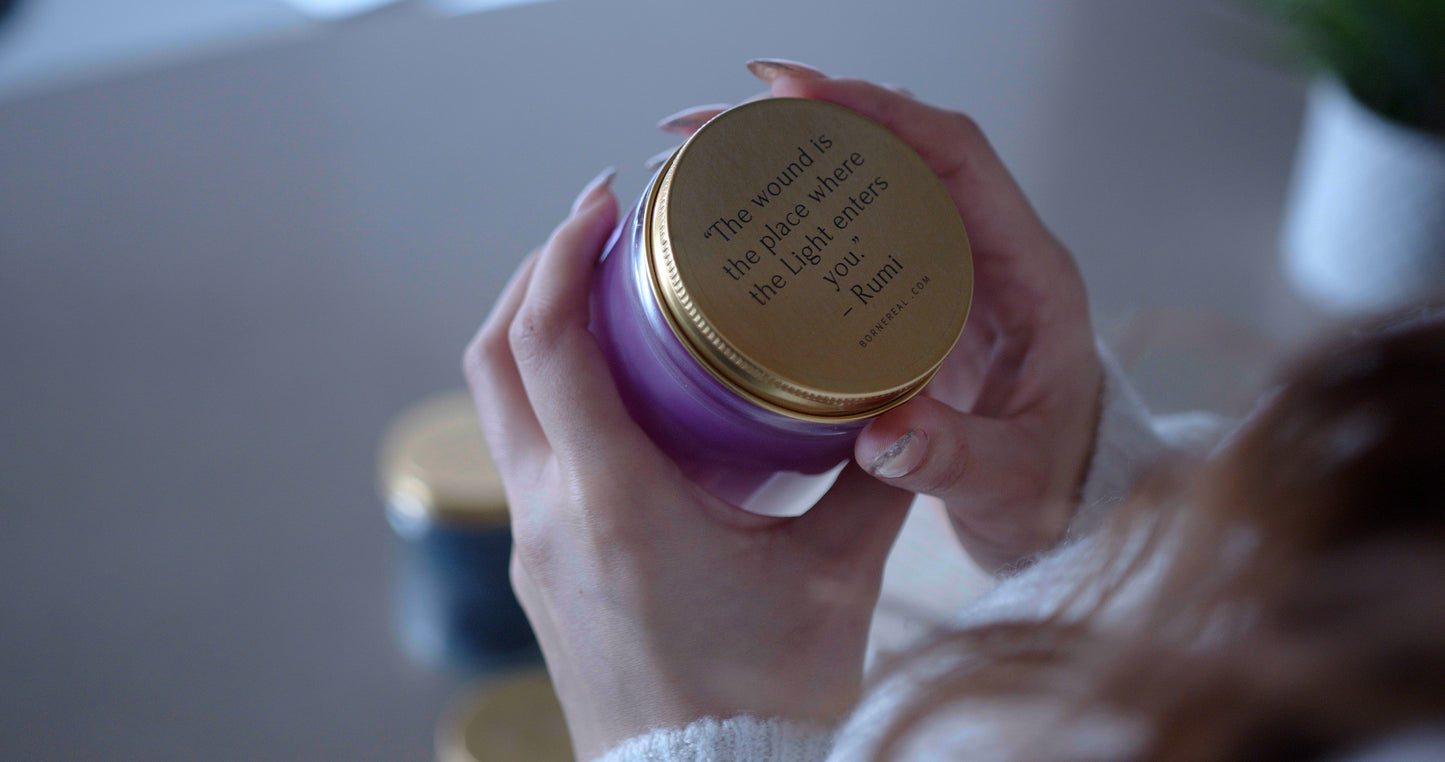 “The wound is
the place where
the Light enters
you.”
– Rumi
BORNEREAL.COM